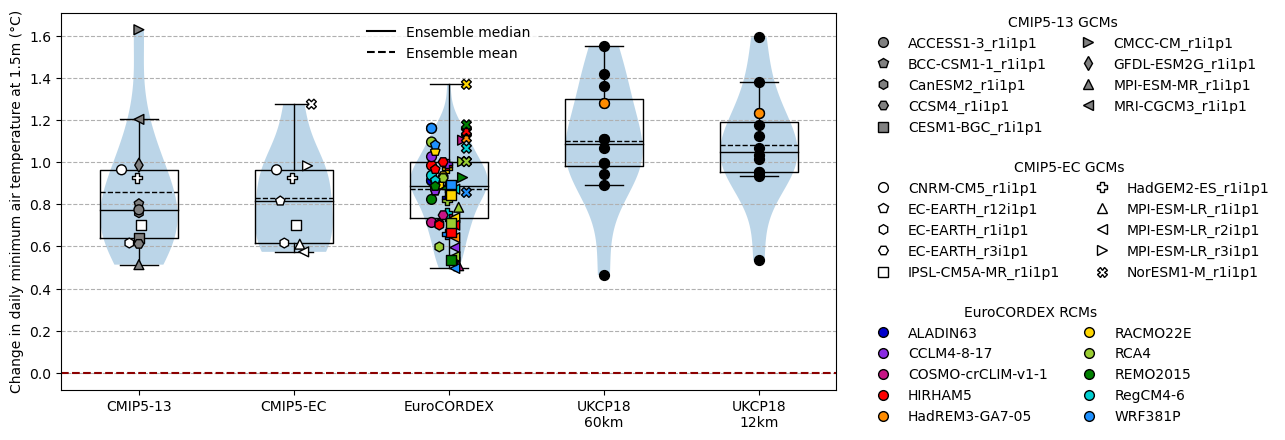 Change in daily minimum air temperature at 1.5m (°C)
1.6
1.4
1.2
1.0
0.8
0.6
0.4
0.2
0.0
Ensemble median
Ensemble mean
CMIP5-13
CMIP5-EC
EuroCORDEX
UKCP18
60km
UKCP18
12km
CMIP5-13 GCMs
ACCESS1-3_r1i1p1
BCC-CSM1-1_r1i1p1
CanESM2_r1i1p1
CCSM4_r1i1p1
CESM1-BGC_r1i1p1
CMCC-CM_r1i1p1
GFDL-ESM2G_r1i1p1
MPI-ESM-MR_r1i1p1
MRI-CGCM3_r1i1p1
CMIP5-EC GCMs
CNRM-CM5_r1i1p1
EC-EARTH_r12i1p1
EC-EARTH_r1i1p1
EC-EARTH_r3i1p1
IPSL-CM5A-MR_r1i1p1
HadGEM2-ES_r1i1p1
MPI-ESM-LR_r1i1p1
MPI-ESM-LR_r2i1p1
MPI-ESM-LR_r3i1p1
NorESM1-M_r1i1p1
EuroCORDEX RCMs
ALADIN63
CCLM4-8-17
COSMO-crCLIM-v1-1
HIRHAM5
HadREM3-GA7-05
RACMO22E
RCA4
REMO2015
RegCM4-6
WRF381P